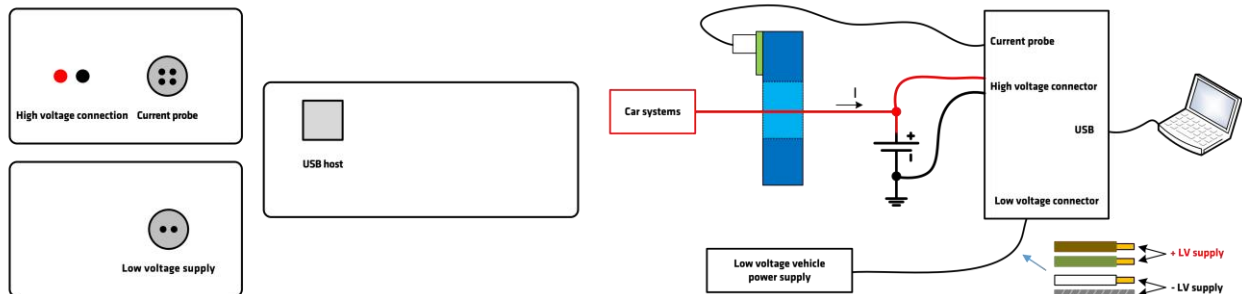 High voltage connection
Current probe
USB host
Low voltage supply
Car systems
I
+
Current probe
High voltage connector
USB
Low voltage connector
Low voltage vehicle
power supply
+ LV supply
- LV supply